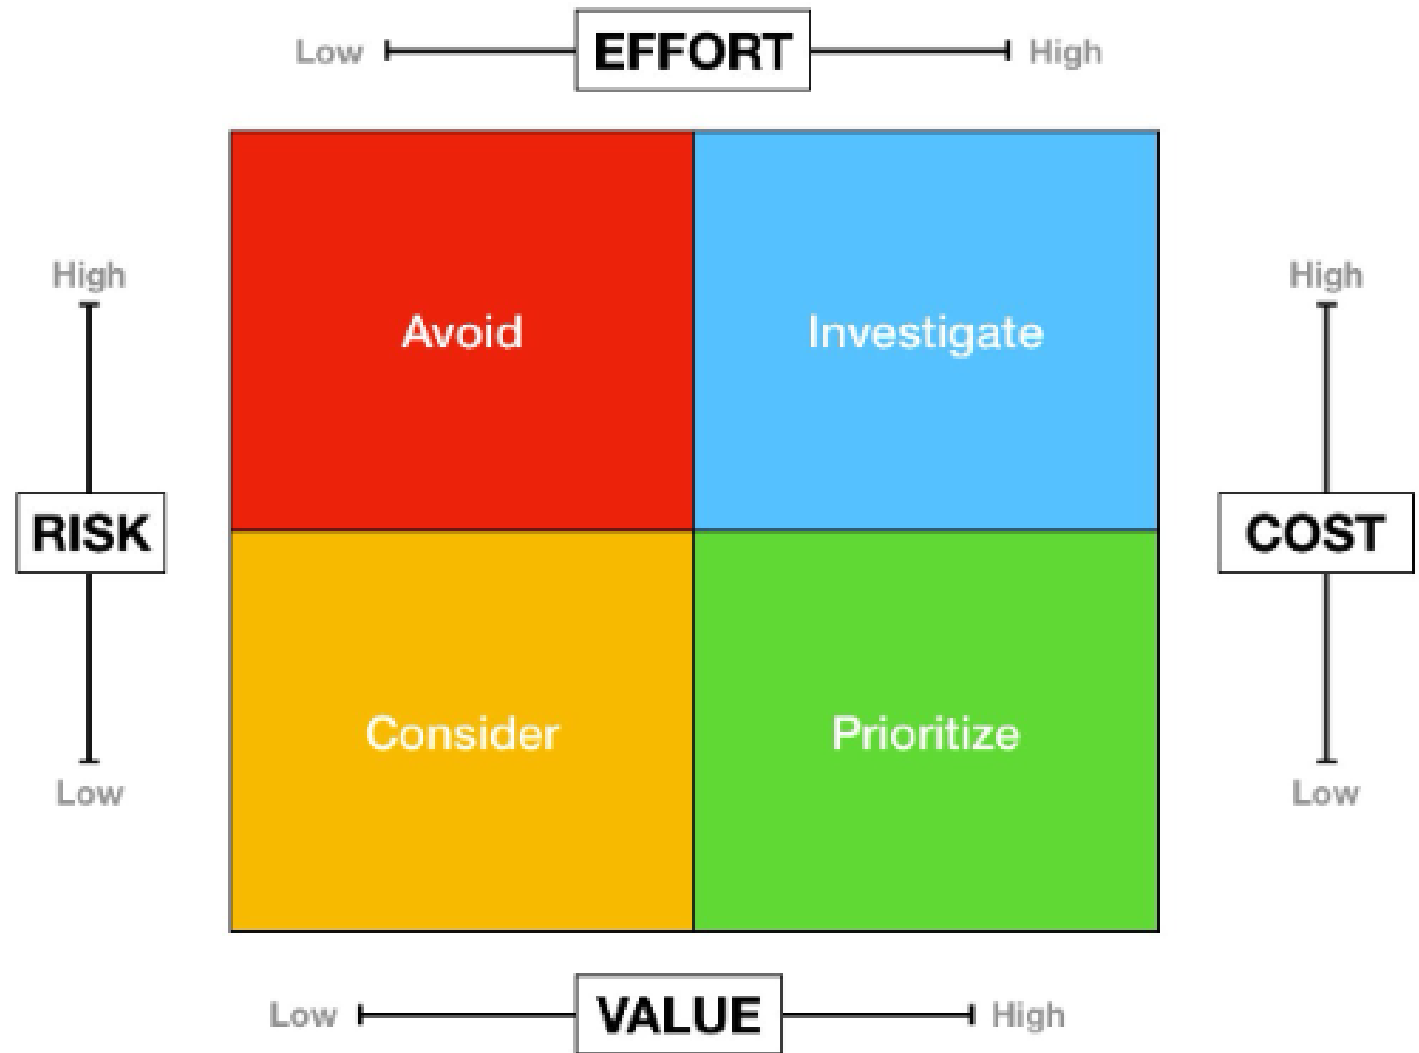 Low EFFORT High
High High
Avoid Investigate
RISK COST
Consider Prioritize
Low Low
Low VALUE High